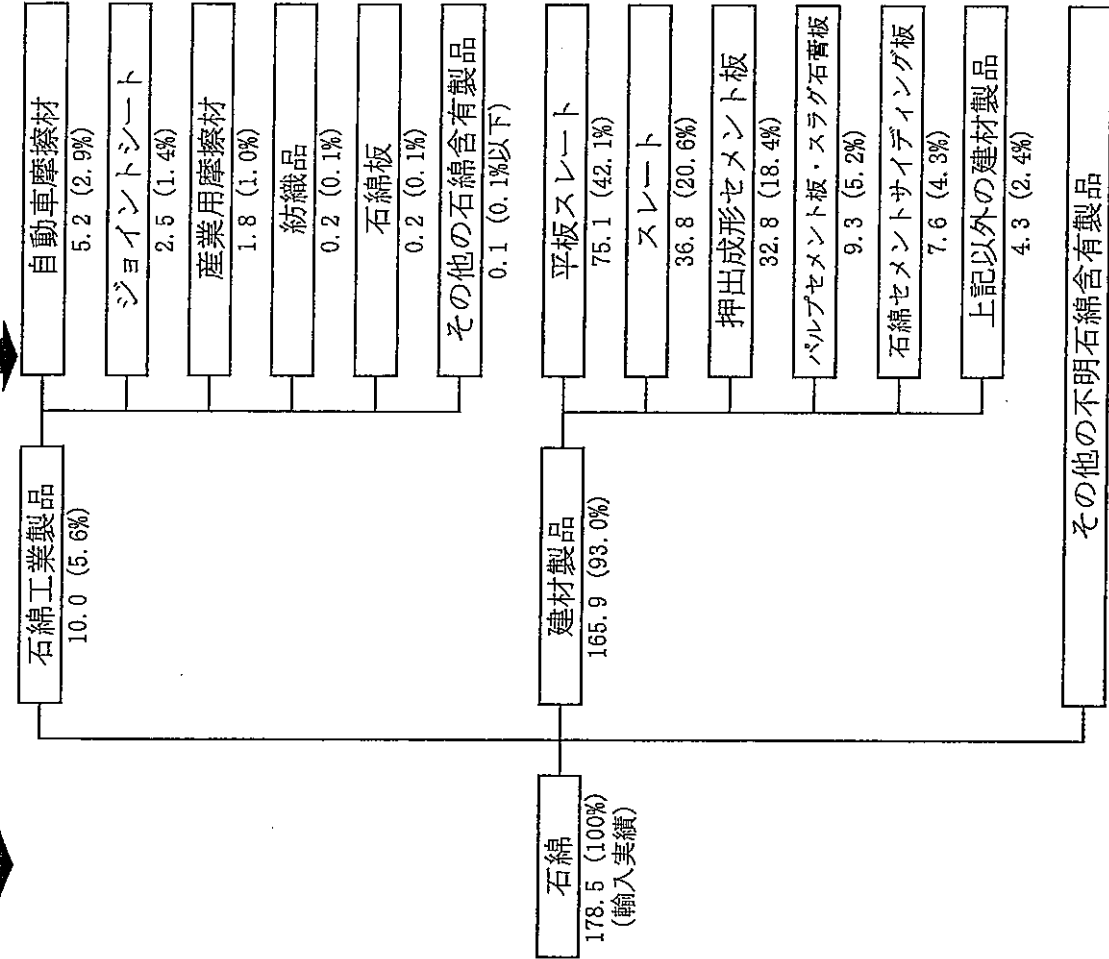 石綿
178.5 (100%)
(輸入実績)
石綿工業製品
10.0 (5.6%)
自動車摩擦材
5.2 (2.9%)
ジョイントシート
2.5 (1.4%)
産業用摩擦材
1.8 (1.0%)
紡織品
0.2 (0.1%)
石綿板
0.2 (0.1%)
その他の石綿含有製品
0.1 (0.1%以下)
建材製品
165.9 (93.0%)
平板スレート
75.1 (42.1%)
スレート
36.8 (20.6%)
押出成形セメント板
32.8 (18.4%)
パルプセメント板・スラグ石膏板
9.3 (5.2%)
石綿セメントサイディング板
7.6 (4.3%)
上記以外の建材製品
4.3 (2.4%)
その他の不明石綿含有製品